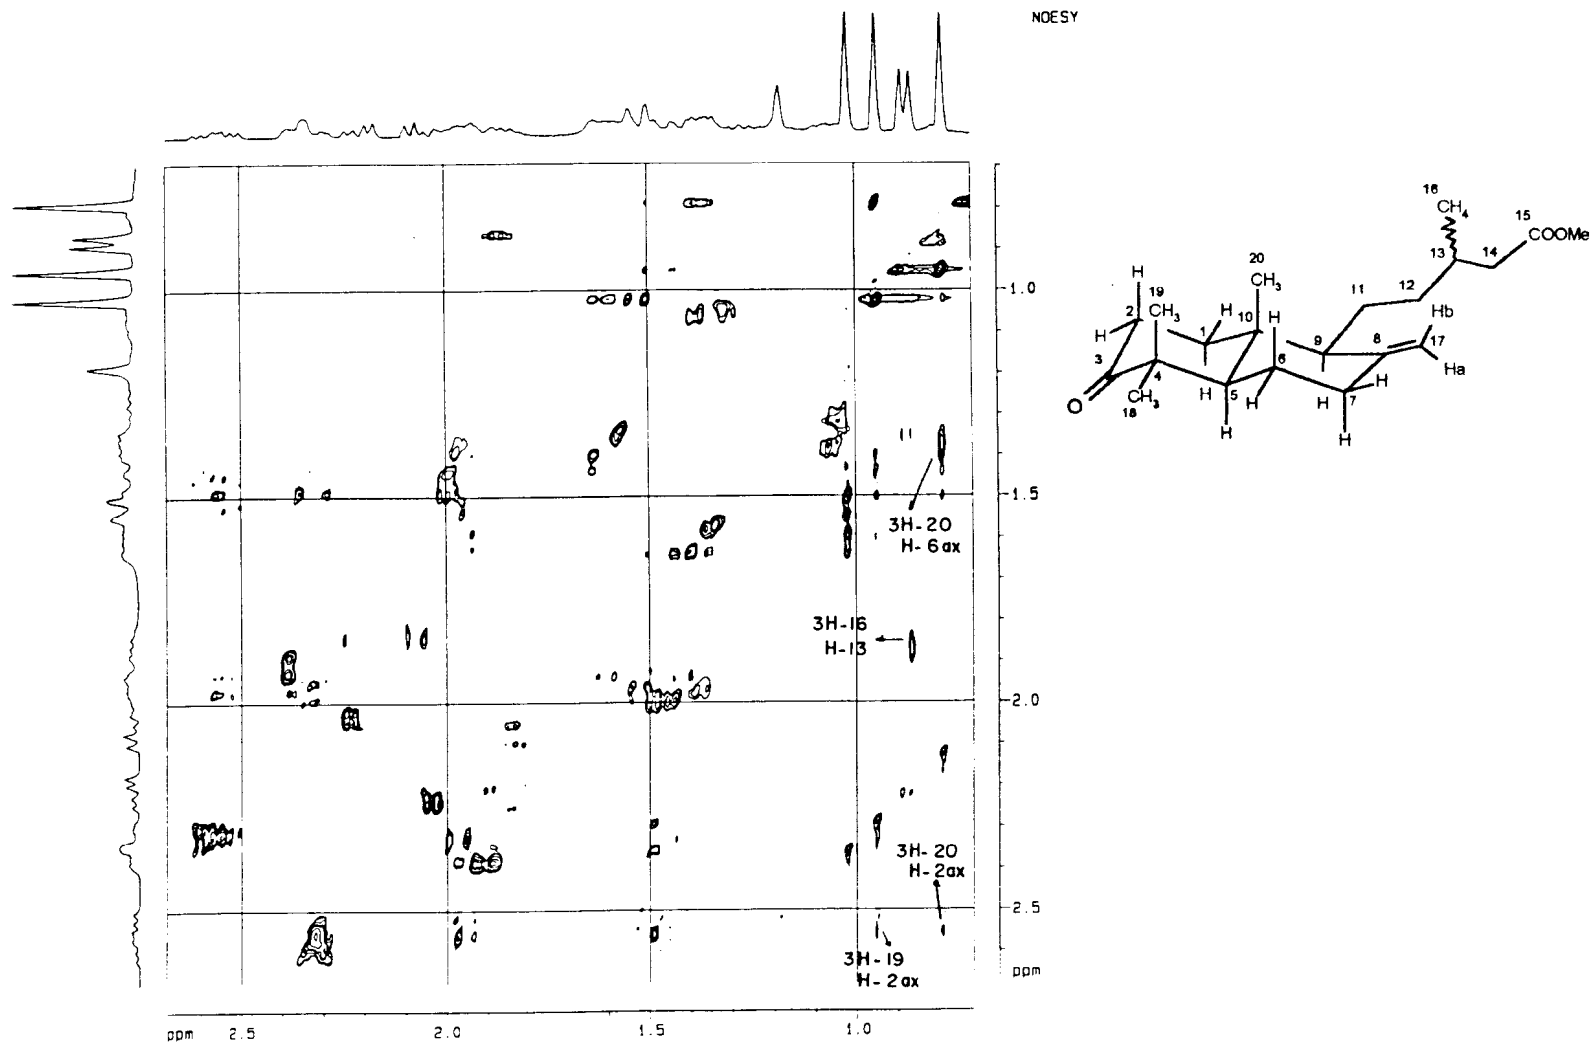 NOESY
1.0
1.5
2.0
2.5
ppm
3H-20
H-6ax
3H-16
H-13
3H-20
H-2ax
3H-19
H-2ax
ppm 2.5 2.0 1.5 1.0
16
CH4
15
COOMe
13
14
20
CH3
H
19
CH3
11
12
2
H
10
H
Hb
H
1
9
8
17
3
6
Ha
4
H
O
CH3
18
H
5
H
H
7
H
H